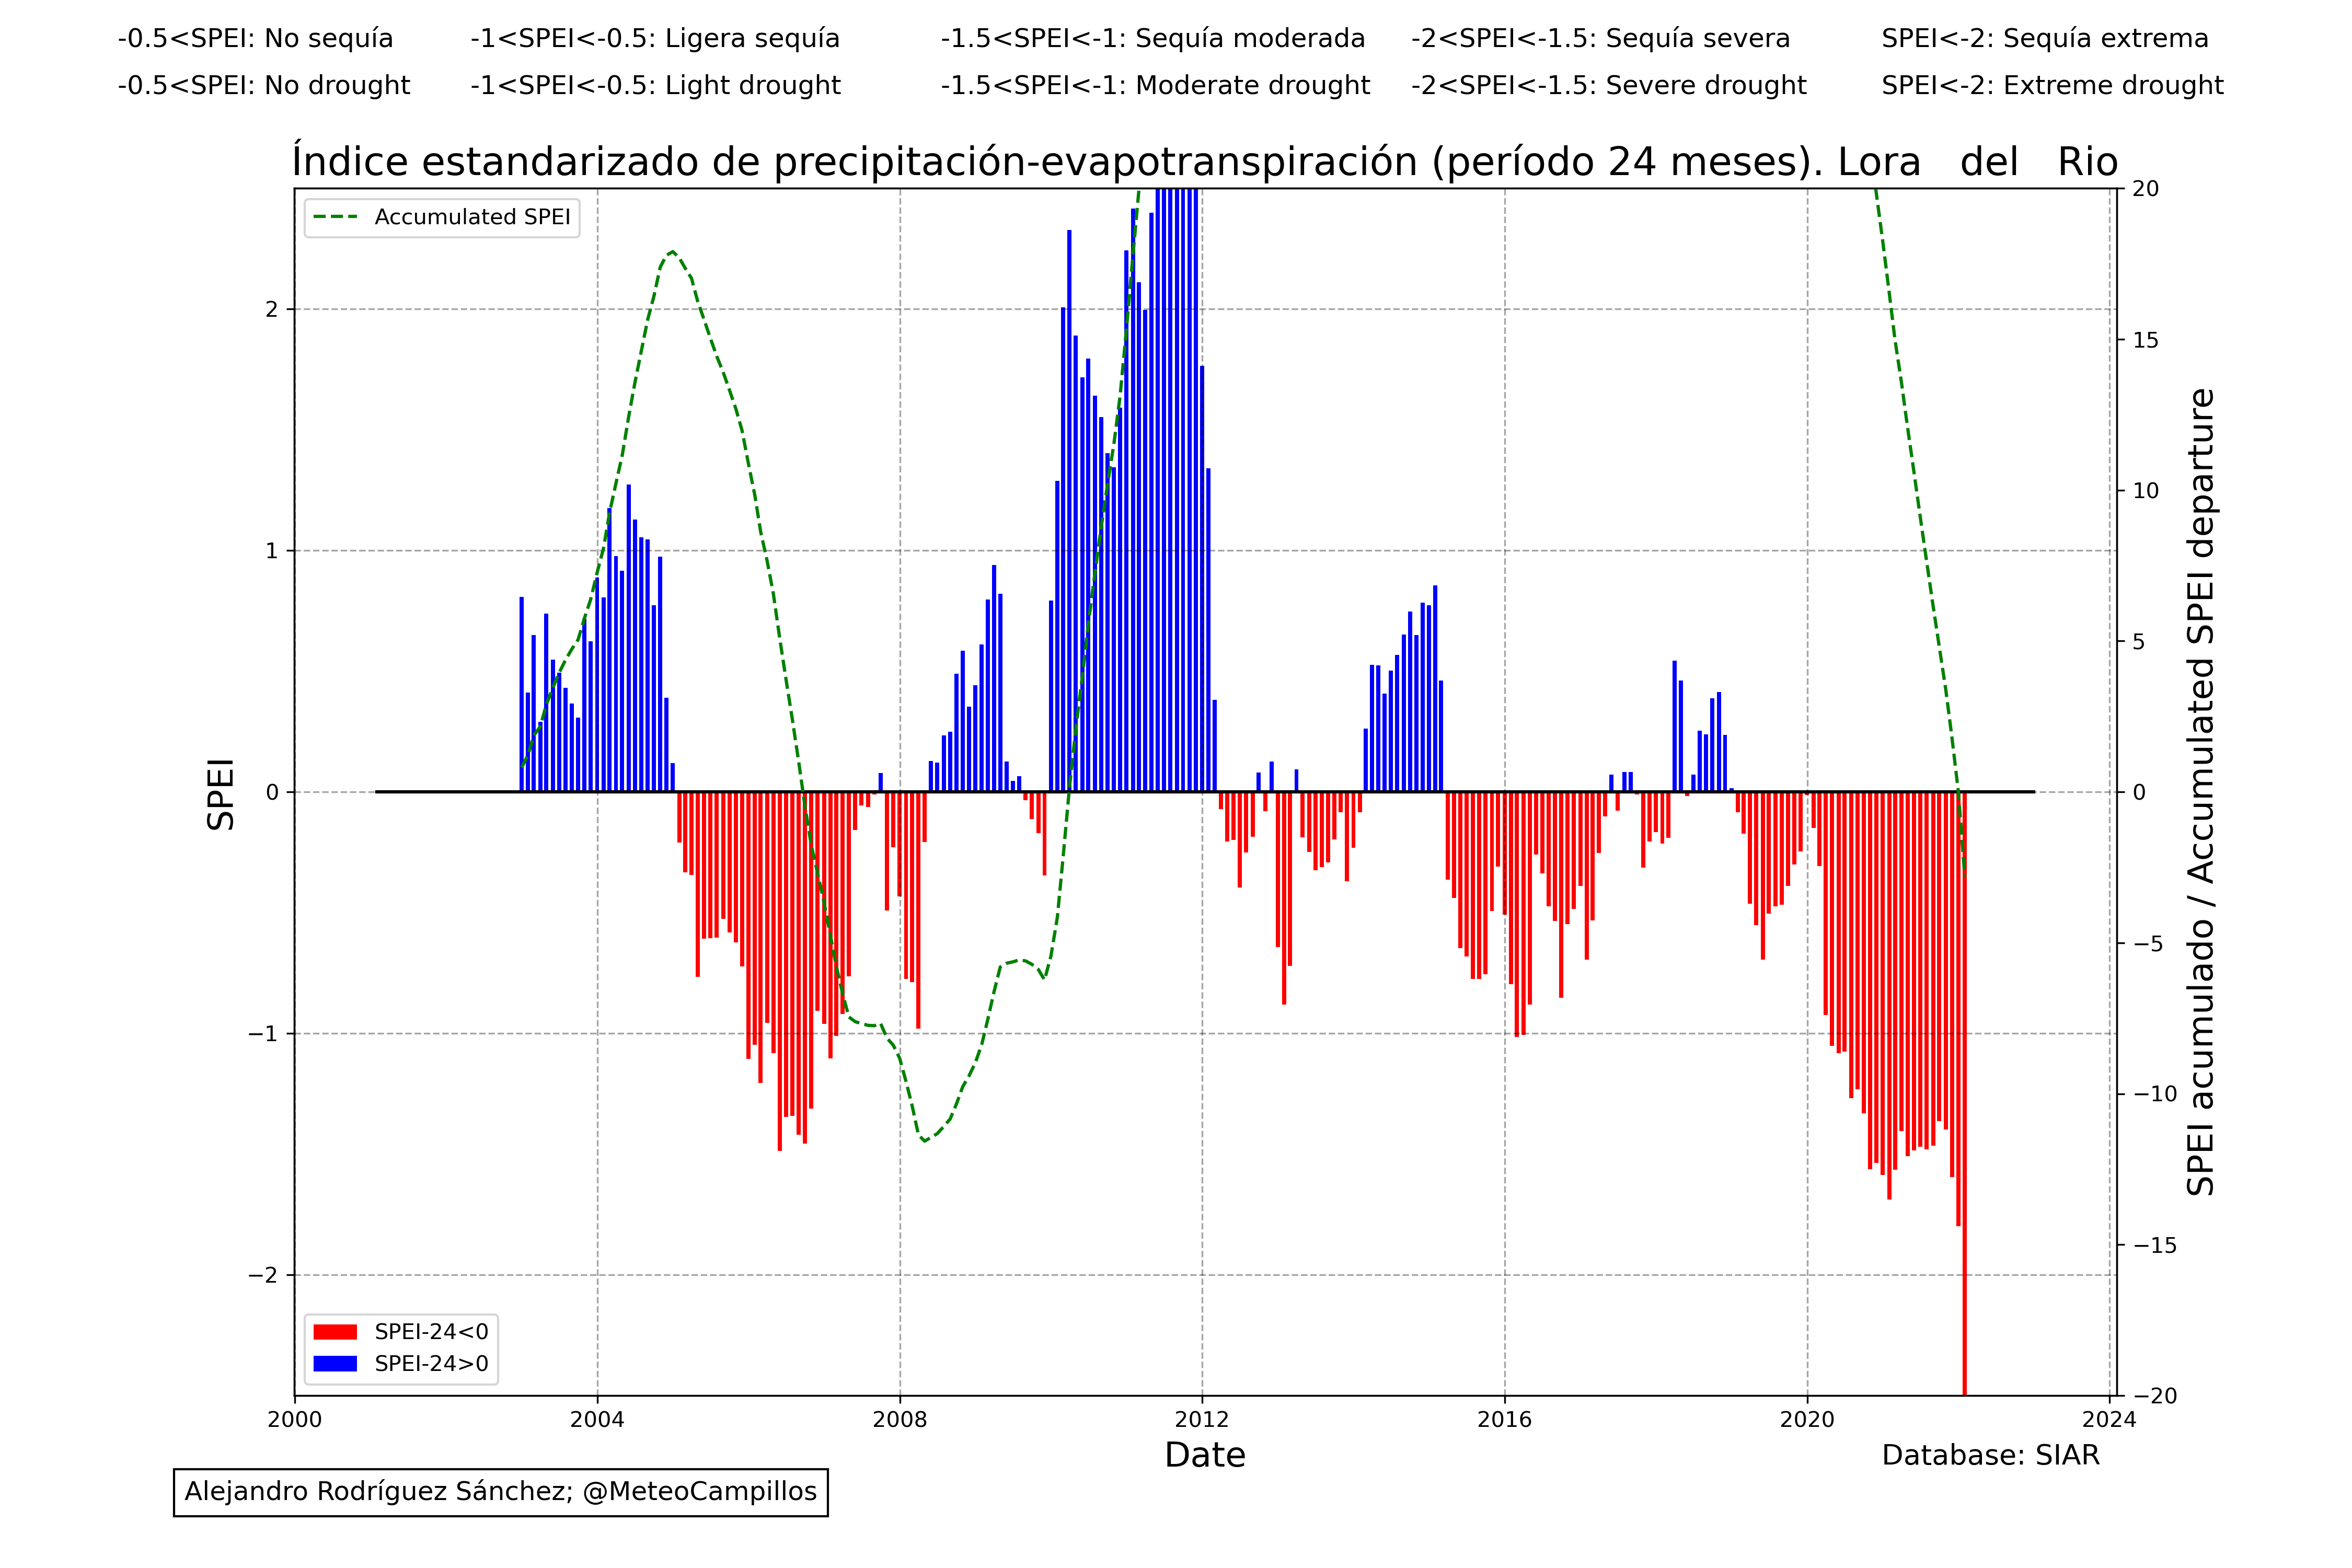 -0.5<SPEI: No sequía -1<SPEI<-0.5: Ligera sequía -1.5<SPEI<-1: Sequía moderada -2<SPEI<-1.5: Sequía severa SPEI<-2: Sequía extrema
-0.5<SPEI: No drought -1<SPEI<-0.5: Light drought -1.5<SPEI<-1: Moderate drought -2<SPEI<-1.5: Severe drought SPEI<-2: Extreme drought
Índice estandarizado de precipitación-evapotranspiración (período 24 meses). Lora del Rio
Accumulated SPEI
2
1
0
−1
−2
SPEI
20
15
10
5
0
−5
−10
−15
−20
SPEI acumulado / Accumulated SPEI departure
SPEI-24<0
SPEI-24>0
2000 2004 2008 2012 2016 2020 2024
Date
Database: SIAR
Alejandro Rodríguez Sánchez; @MeteoCampillos